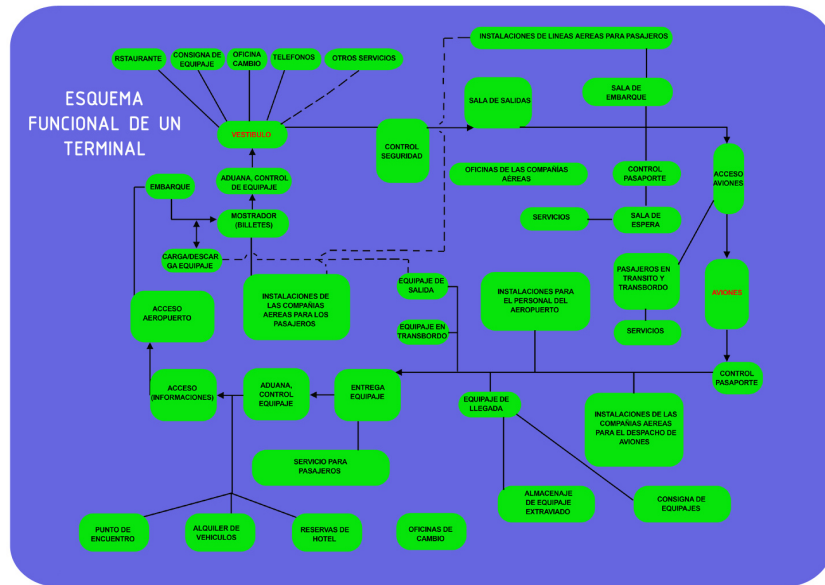 INSTALACIONES DE LINEAS AEREAS PARA PASAJEROS
RSTAURANTE
CONSIGNA DE
EQUIPAJE
OFICINA
CAMBIO
TELEFONOS
OTROS SERVICIOS
ESQUEMA
FUNCIONAL DE UN
TERMINAL
SALA DE
EMBARQUE
SALA DE SALIDAS
VESTIBULO
CONTROL
SEGURIDAD
OFICINAS DE LAS COMPAÑIAS
AÉREAS
CONTROL
PASAPORTE
ACCESO
AVIONES
ADUANA, CONTROL
DE EQUIPAJE
EMBARQUE
MOSTRADOR
(BILLETES)
SERVICIOS
SALA DE
ESPERA
CARGA/DESCAR
GA EQUIPAJE
PASAJEROS EN
TRANSITO Y
TRANSBORDO
AVIONES
EQUIPAJE DE
SALIDA
INSTALACIONES PARA
EL PERSONAL DEL
AEROPUERTO
ACCESO
AEROPUERTO
INSTALACIONES DE
LAS COMPAÑIAS
AEREAS PARA LOS
PASAJEROS
EQUIPAJE EN
TRANSBORDO
SERVICIOS
CONTROL
PASAPORTE
ACCESO
(INFORMACIONES)
ADUANA,
CONTROL
EQUIPAJE
ENTREGA
EQUIPAJE
EQUIPAJE DE
LLEGADA
INSTALACIONES DE LAS
COMPAÑIAS AEREAS
PARA EL DESPACHO DE
AVIONES
SERVICIO PARA
PASAJEROS
ALMACENAJE
DE EQUIPAJE
EXTRAVIADO
CONSIGNA DE
EQUIPAJES
PUNTO DE
ENCUENTRO
ALQUILER DE
VEHICULOS
RESERVAS DE
HOTEL
OFICINAS DE
CAMBIO